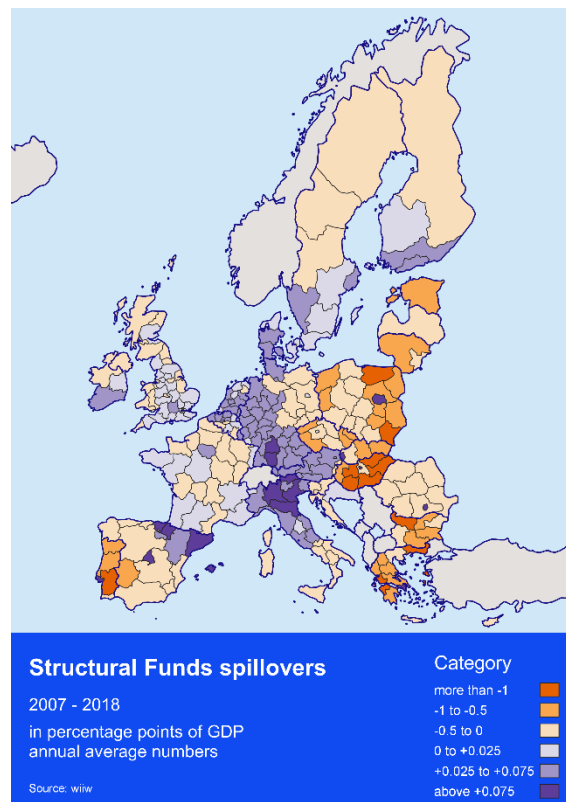 Structural Funds spillovers
2007 - 2018
in percentage points of GDP
annual average numbers
Source: wiiw
Category
more than -1
-1 to -0.5
-0.5 to 0
0 to +0.025
+0.025 to +0.075
above +0.075